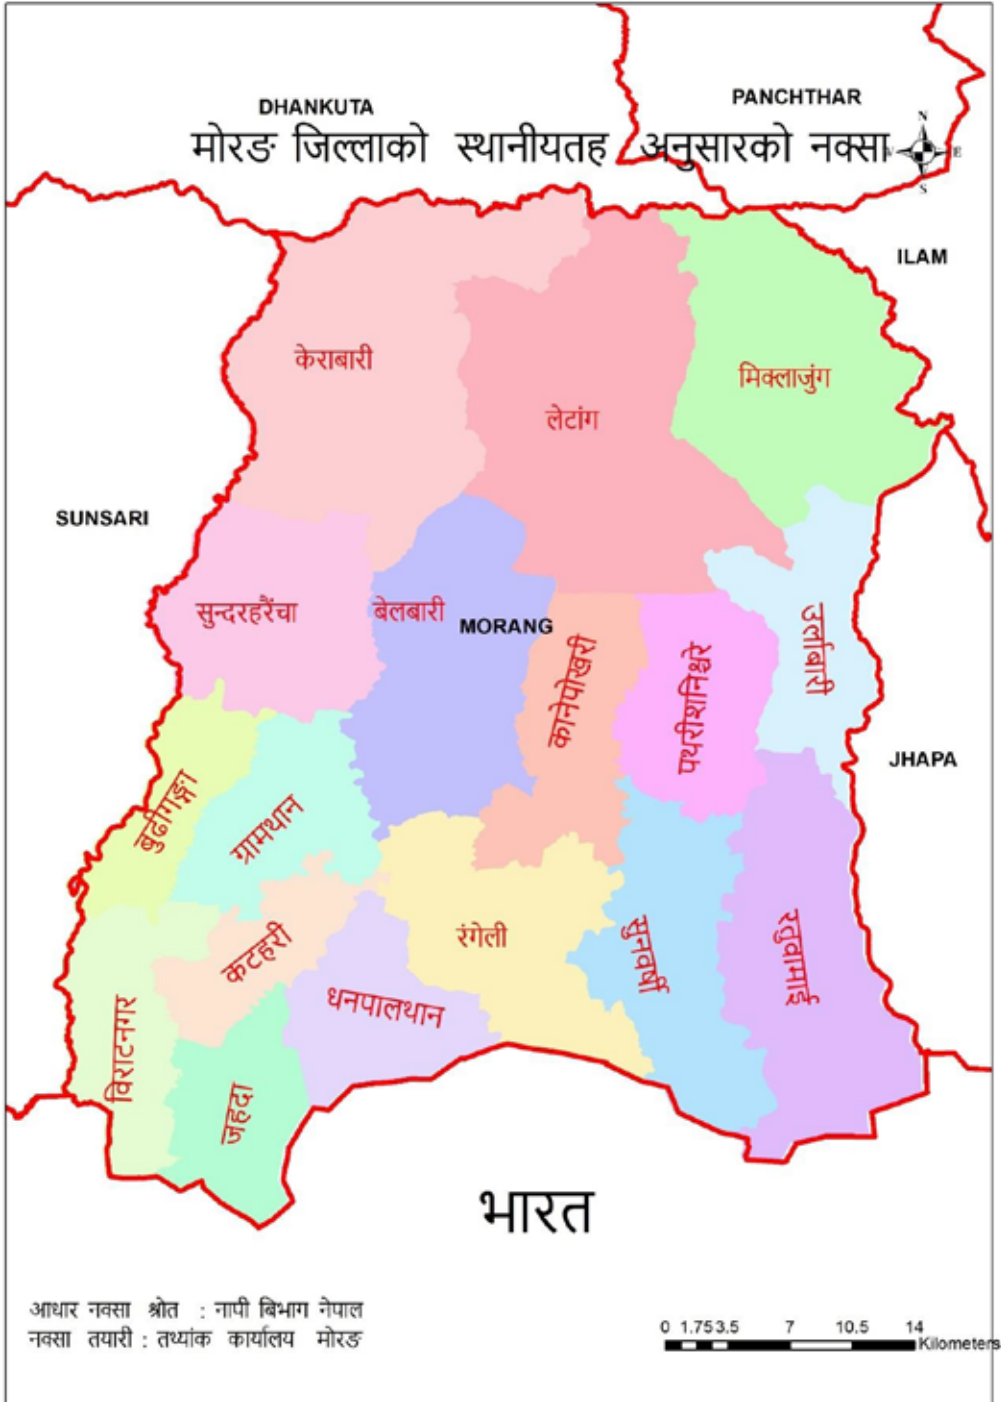 DHANKUTA
PANCHTHAR
मोरङ जिल्लाको स्थानीयतह अनुसारको नक्सा
N
W
E
S
ILAM
केराबारी
मिक्लाजुंग
लेटांग
SUNSARI
सुन्दरहरैंचा
बेलबारी
MORANG
कानेपोखरी
पथरीशनिश्चरे
उर्लाबारी
JHAPA
बुढीगङ्गा
ग्रामथान
कटहरी
रंगेली
सुनवर्षी
रतुवामाई
धनपालथान
विराटनगर
जहदा
भारत
आधार नक्सा श्रोत : नापी बिभाग नेपाल
नक्सा तयारी : तथ्यांक कार्यालय मोरङ
0 1.75 3.5 7 10.5 14
Kilometers